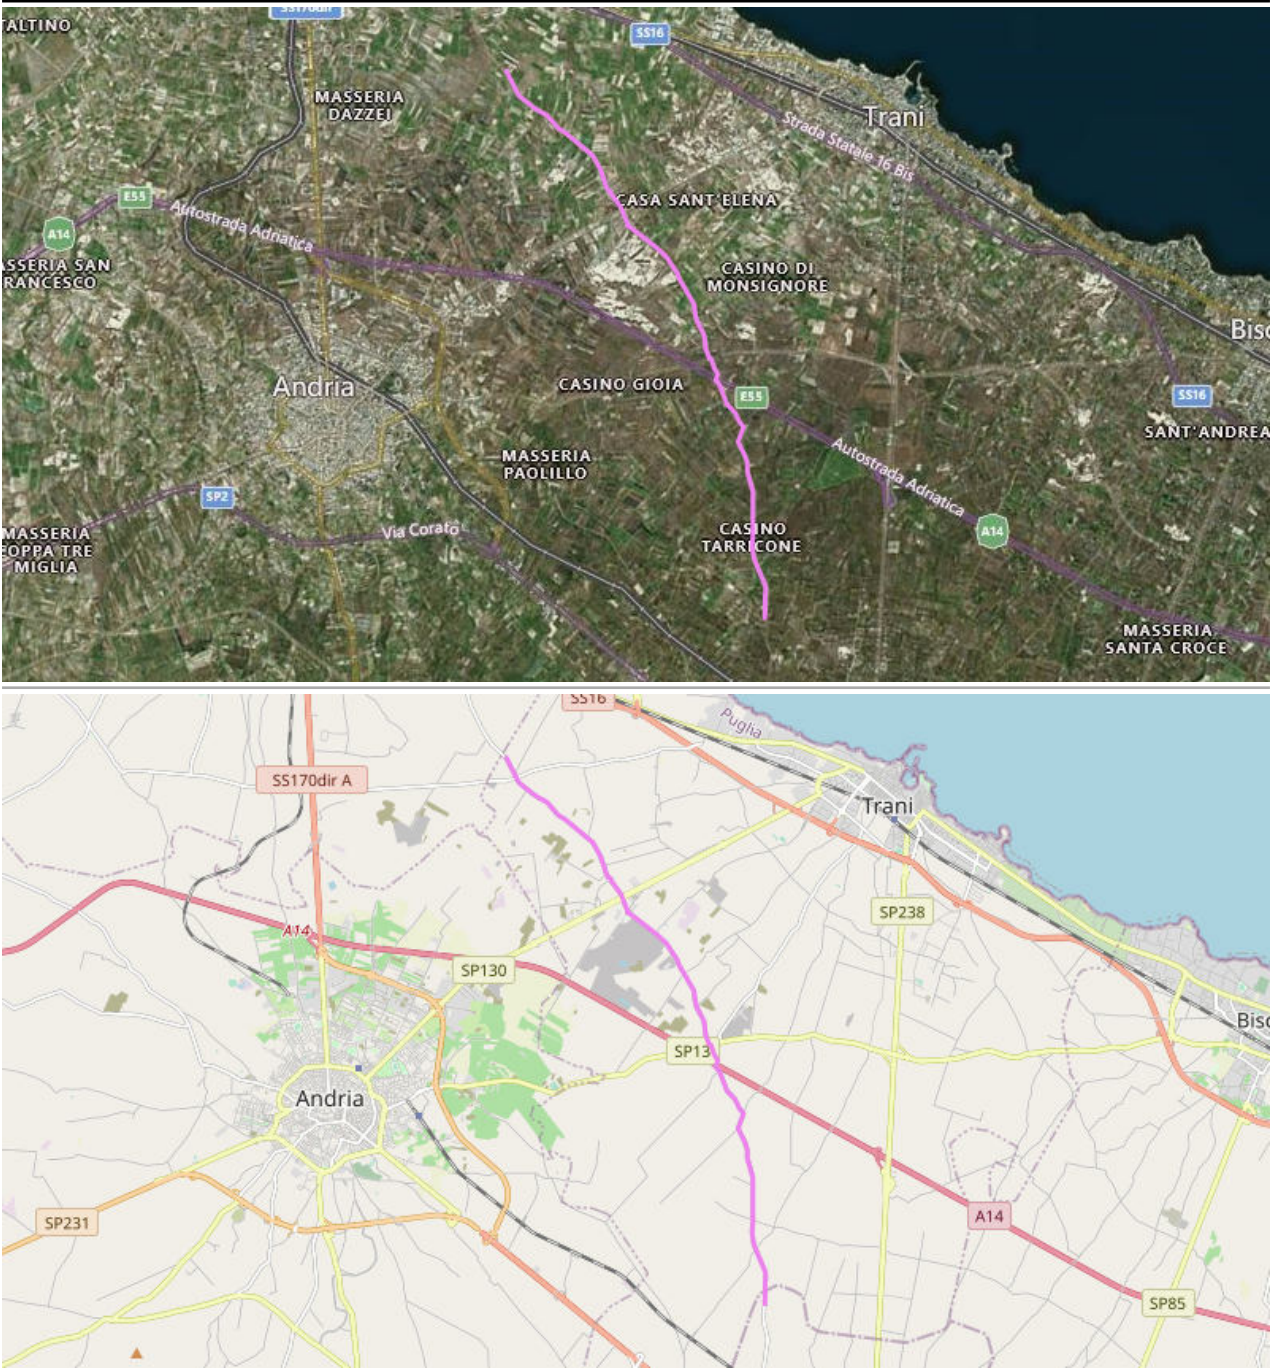 SS170dir
TALTINO
SS16
MASSERIA
DAZZEI
Trani
Strada Statale 16 Bis
E55
CASA SANT'ELENA
Autostrada Adriatica
A14
ASSERIA SAN
RANCESCO
CASINO DI
MONSIGNORE
Bisc
Andria
CASINO GIOIA
E55
SS16
SANT'ANDREA
MASSERIA
PAOLILLO
Autostrada Adriatica
SP2
MASSERIA
COPPA TRE
MIGLIA
Via Corato
CASINO
TARRICONE
A14
MASSERIA
SANTA CROCE
SS16
Puglia
SS170dir A
Trani
SP238
A14
SP130
Bisc
SP13
Andria
SP231
A14
SP85